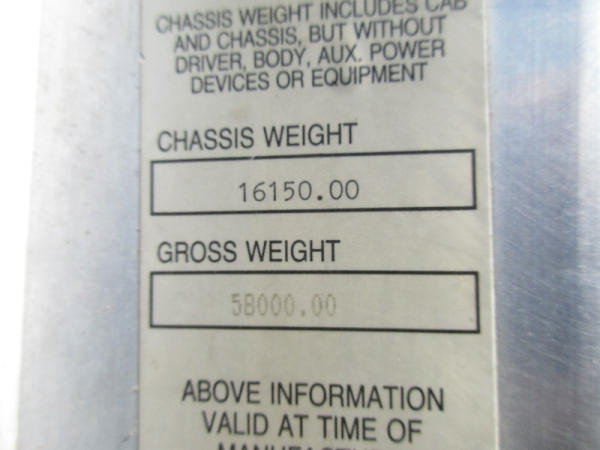 CHASSIS WEIGHT INCLUDES CAB
AND CHASSIS, BUT WITHOUT
DRIVER, BODY, AUX. POWER
DEVICES OR EQUIPMENT
CHASSIS WEIGHT
16150.00
GROSS WEIGHT
58000.00
ABOVE INFORMATION
VALID AT TIME OF